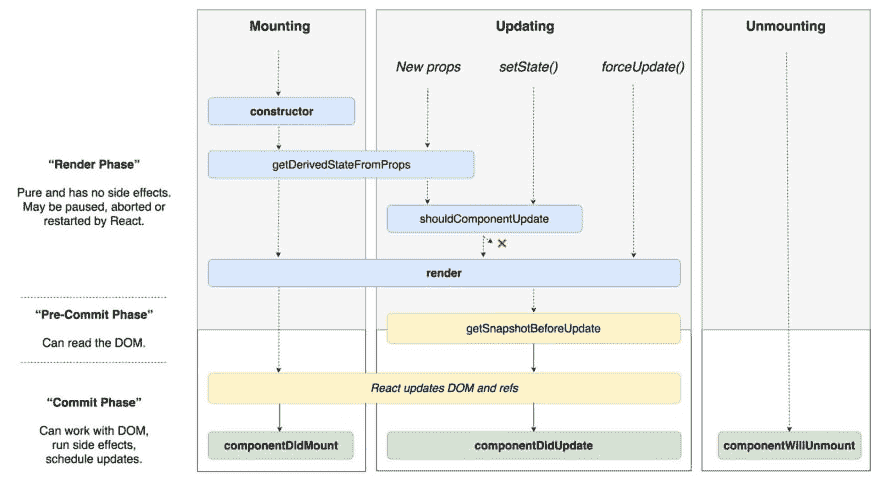 Mounting
Updating
Unmounting
New props
setState()
forceUpdate()
constructor
“Render Phase”
getDerivedStateFromProps
Pure and has no side effects.
May be paused, aborted or
restarted by React.
shouldComponentUpdate
render
“Pre-Commit Phase”
getSnapshotBeforeUpdate
Can read the DOM.
React updates DOM and refs
“Commit Phase”
Can work with DOM,
run side effects,
schedule updates.
componentDidMount
componentDidUpdate
componentWillUnmount